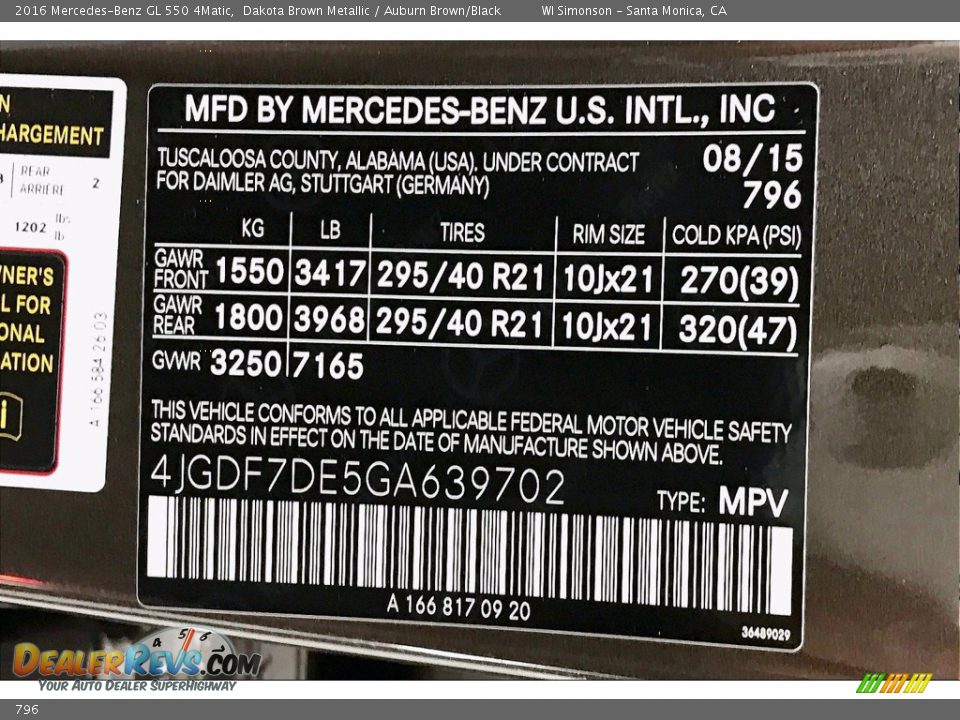 2016 Mercedes-Benz GL 550 4Matic, Dakota Brown Metallic / Auburn Brown/Black WI Simonson - Santa Monica, CA
N
HARGEMENT
REAR
ARRIÈRE 2
1202 lbs
lb
NER'S
L FOR
ONAL
ATION
i
A 166 584 26 03
MFD BY MERCEDES-BENZ U.S. INTL., INC
TUSCALOOSA COUNTY, ALABAMA (USA). UNDER CONTRACT
FOR DAIMLER AG, STUTTGART (GERMANY)
08/15
796
KG LB TIRES RIM SIZE COLD KPA (PSI)
GAWR
FRONT 1550 3417 295/40 R21 10Jx21 270(39)
GAWR
REAR 1800 3968 295/40 R21 10Jx21 320(47)
GVWR 3250 7165
THIS VEHICLE CONFORMS TO ALL APPLICABLE FEDERAL MOTOR VEHICLE SAFETY
STANDARDS IN EFFECT ON THE DATE OF MANUFACTURE SHOWN ABOVE.
4JGDF7DE5GA639702
TYPE: MPV
A 166 817 09 20
36489029
4 5 6
DEALERREVS.COM
YOUR AUTO DEALER SUPERHIGHWAY
796